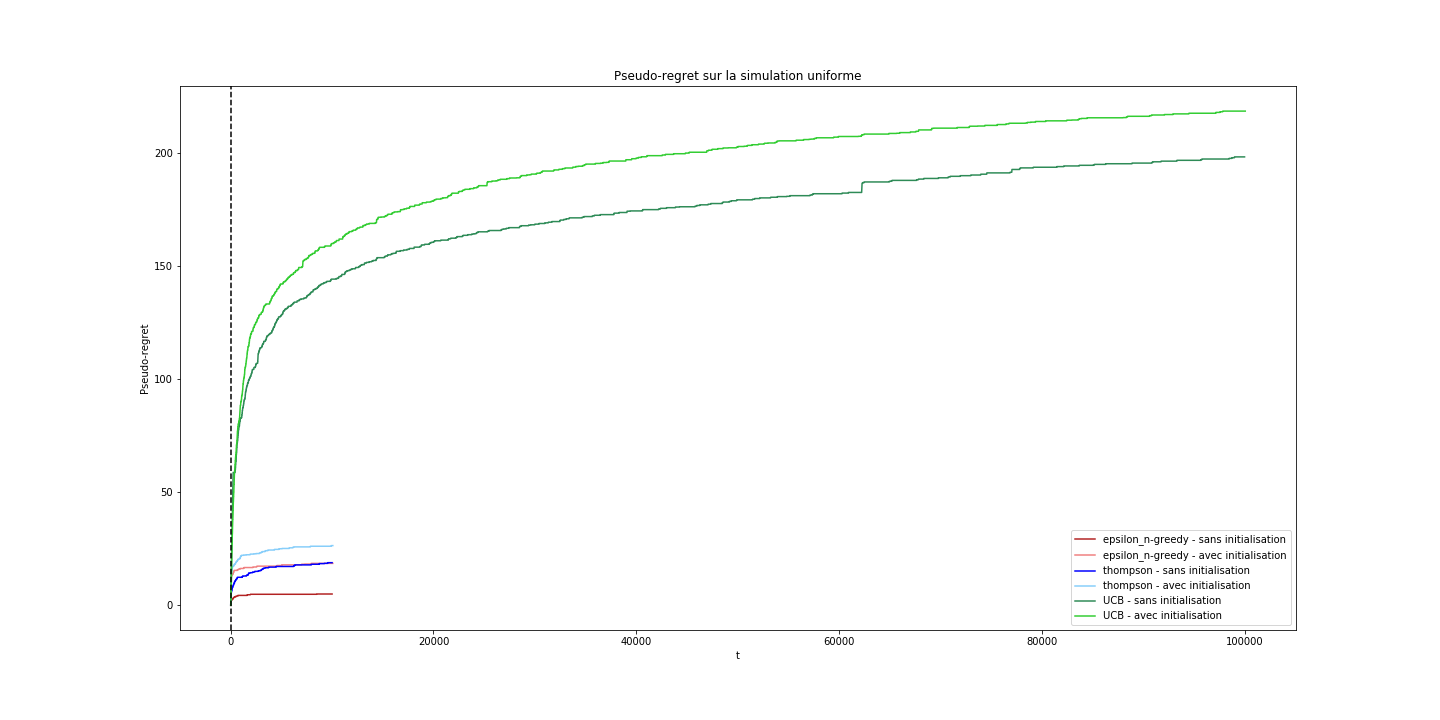 Pseudo-regret sur la simulation uniforme
Pseudo-regret
200
150
100
50
0
0
20000
40000
60000
80000
100000
t
epsilon_n-greedy - sans initialisation
epsilon_n-greedy - avec initialisation
thompson - sans initialisation
thompson - avec initialisation
UCB - sans initialisation
UCB - avec initialisation